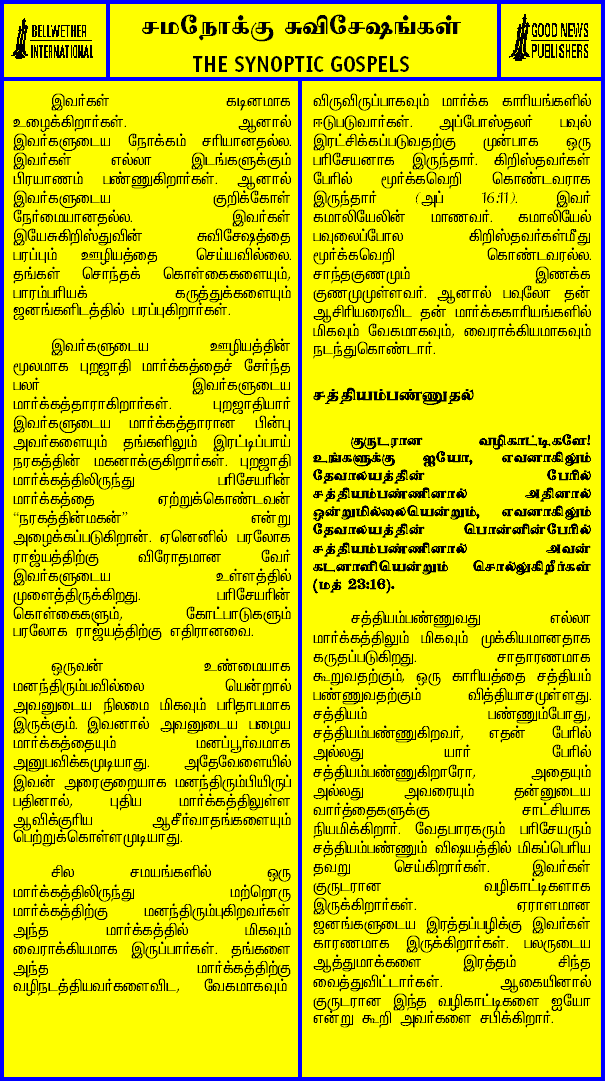 BELLWETHER
INTERNATIONAL
சமநோக்கு சுவிசேஷங்கள்
THE SYNOPTIC GOSPELS
GOOD NEWS
PUBLISHERS
இவர்கள் கடினமாக
உழைக்கிறார்கள். ஆனால்
இவர்களுடைய நோக்கம் சரியானதல்ல.
இவர்கள் எல்லா இடங்களுக்கும்
பிரயாணம் பண்ணுகிறார்கள். ஆனால்
இவர்களுடைய குறிக்கோள்
நேர்மையானதல்ல. இவர்கள்
இயேசுகிறிஸ்துவின் சுவிசேஷத்தை
பரப்பும் ஊழியத்தை செய்யவில்லை.
தங்கள் சொந்தக் கொள்கைகளையும்,
பாரம்பரியக் கருத்துக்களையும்
ஜனங்களிடத்தில் பரப்புகிறார்கள்.
இவர்களுடைய ஊழியத்தின்
மூலமாக புறஜாதி மார்க்கத்தைச் சேர்ந்த
பலர் இவர்களுடைய
மார்க்கத்தாராகிறார்கள். புறஜாதியார்
இவர்களுடைய மார்க்கத்தாரான பின்பு
அவர்களையும் தங்களிலும் இரட்டிப்பாய்
நரகத்தின் மகனாக்குகிறார்கள். புறஜாதி
மார்க்கத்திலிருந்து பரிசேயரின்
மார்க்கத்தை ஏற்றுக்கொண்டவன்
“நரகத்தின்மகன்” என்று
அழைக்கப்படுகிறான். ஏனெனில் பரலோக
ராஜ்யத்திற்கு விரோதமான வேர்
இவர்களுடைய உள்ளத்தில்
முளைத்திருக்கிறது. பரிசேயரின்
கொள்கைகளும், கோட்பாடுகளும்
பரலோக ராஜ்யத்திற்கு எதிரானவை.
ஒருவன் உண்மையாக
மனந்திரும்பவில்லை யென்றால்
அவனுடைய நிலமை மிகவும் பரிதாபமாக
இருக்கும். இவனால் அவனுடைய பழைய
மார்க்கத்தையும் மனப்பூர்வமாக
அனுபவிக்கமுடியாது. அதேவேளையில்
இவன் அரைகுறையாக மனந்திரும்பியிருப்
பதினால், புதிய மார்க்கத்திலுள்ள
ஆவிக்குரிய ஆசீர்வாதங்களையும்
பெற்றுக்கொள்ளமுடியாது.
சில சமயங்களில் ஒரு
மார்க்கத்திலிருந்து மற்றொரு
மார்க்கத்திற்கு மனந்திரும்புகிறவர்கள்
அந்த மார்க்கத்தில் மிகவும்
வைராக்கியமாக இருப்பார்கள். தங்களை
அந்த மார்க்கத்திற்கு
வழிநடத்தியவர்களைவிட, வேகமாகவும்
விருவிருப்பாகவும் மார்க்க காரியங்களில்
ஈடுபடுவார்கள். அப்போஸ்தலர் பவுல்
இரட்சிக்கப்படுவதற்கு முன்பாக ஒரு
பரிசேயனாக இருந்தார். கிறிஸ்தவர்கள்
பேரில் மூர்க்கவெறி கொண்டவராக
இருந்தார் (அப் 16:11). இவர்
கமாலியேலின் மாணவர். கமாலியேல்
பவுலைப்போல கிறிஸ்தவர்கள்மீது
மூர்க்கவெறி கொண்டவரல்ல.
சாந்தகுணமும் இணக்க
குணமுமுள்ளவர். ஆனால் பவுலோ தன்
ஆசிரியரைவிட தன் மார்க்ககாரியங்களில்
மிகவும் வேகமாகவும், வைராக்கியமாகவும்
நடந்துகொண்டார்.
சத்தியம்பண்ணுதல்
குருடரான வழிகாட்டிகளே!
உங்களுக்கு ஐயோ, எவனாகிலும்
தேவாலயத்தின் பேரில்
சத்தியம்பண்ணினால் அதினால்
ஒன்றுமில்லையென்றும், எவனாகிலும்
தேவாலயத்தின் பொன்னின்பேரில்
சத்தியம்பண்ணினால் அவன்
கடனாளியென்றும் சொல்லுகிறீர்கள்
(மத் 23:16).
சத்தியம்பண்ணுவது எல்லா
மார்க்கத்திலும் மிகவும் முக்கியமானதாக
கருதப்படுகிறது. சாதாரணமாக
கூறுவதற்கும், ஒரு காரியத்தை சத்தியம்
பண்ணுவதற்கும் வித்தியாசமுள்ளது.
சத்தியம் பண்ணும்போது,
சத்தியம்பண்ணுகிறவர், எதன் பேரில்
அல்லது யார் பேரில்
சத்தியம்பண்ணுகிறாரோ, அதையும்
அல்லது அவரையும் தன்னுடைய
வார்த்தைகளுக்கு சாட்சியாக
நியமிக்கிறார். வேதபாரகரும் பரிசேயரும்
சத்தியம்பண்ணும் விஷயத்தில் மிகப்பெரிய
தவறு செய்கிறார்கள். இவர்கள்
குருடரான வழிகாட்டிகளாக
இருக்கிறார்கள். ஏராளமான
ஜனங்களுடைய இரத்தப்பழிக்கு இவர்கள்
காரணமாக இருக்கிறார்கள். பலருடைய
ஆத்துமாக்களை இரத்தம் சிந்த
வைத்துவிட்டார்கள். ஆகையினால்
குருடரான இந்த வழிகாட்டிகளை ஐயோ
என்று கூறி அவர்களை சபிக்கிறார்.